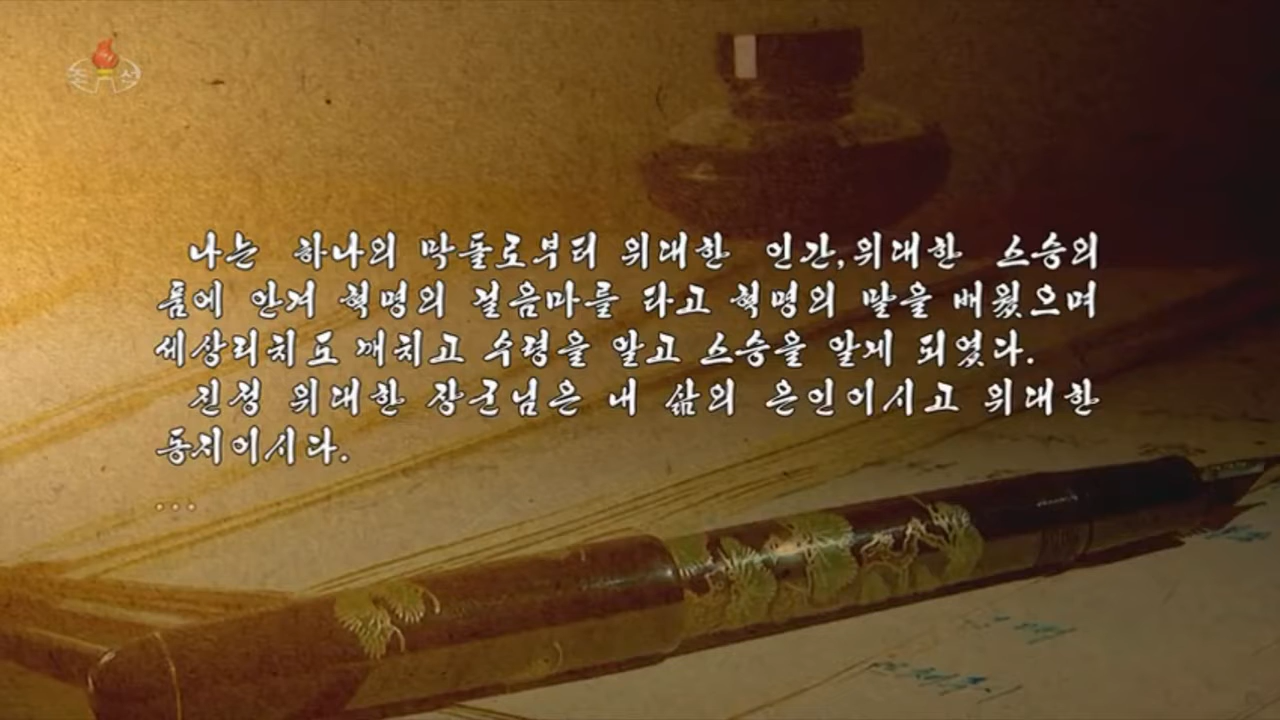 조선
나는 하나의 막돌로부터 위대한 인간,위대한 스승의
품에 안겨 혁명의 걸음마를 타고 혁명의 말을 배웠으며
세상리치도 깨치고 수령을 알고 스승을 알게 되였다.
진정 위대한 장군님은 내 삶의 은인이시고 위대한
동지이시다.
...